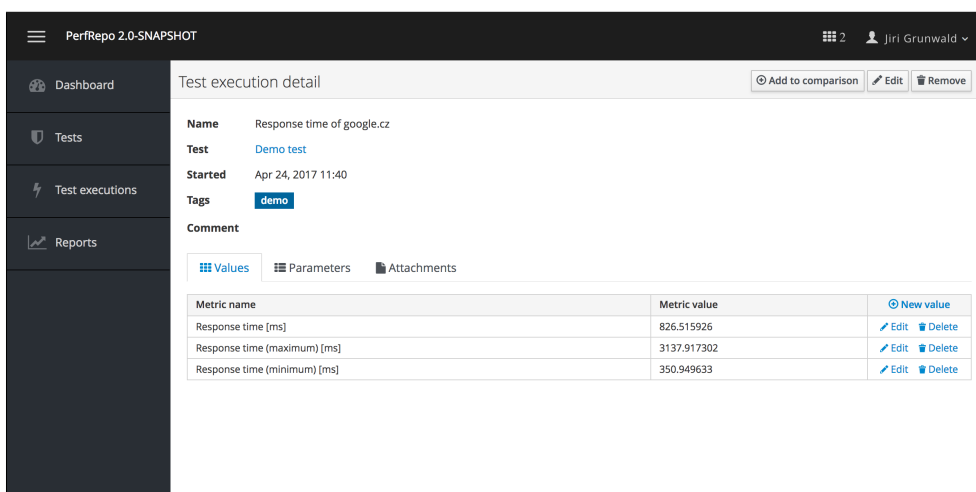 PerfRepo 2.0-SNAPSHOT
2 Jiri Grunwald
Dashboard
Tests
Test executions
Reports
Test execution detail
Add to comparison Edit Remove
Name Response time of google.cz
Test Demo test
Started Apr 24, 2017 11:40
Tags demo
Comment
Values Parameters Attachments
Metric name Metric value New value
Response time [ms] 826.515926 Edit Delete
Response time (maximum) [ms] 3137.917302 Edit Delete
Response time (minimum) [ms] 350.949633 Edit Delete